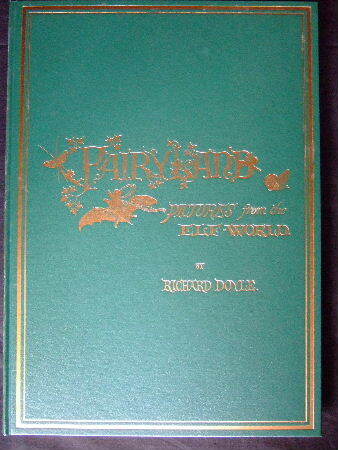 FAIRYLAND
PICTURES from the
ELF-WORLD
BY
RICHARD DOYLE.